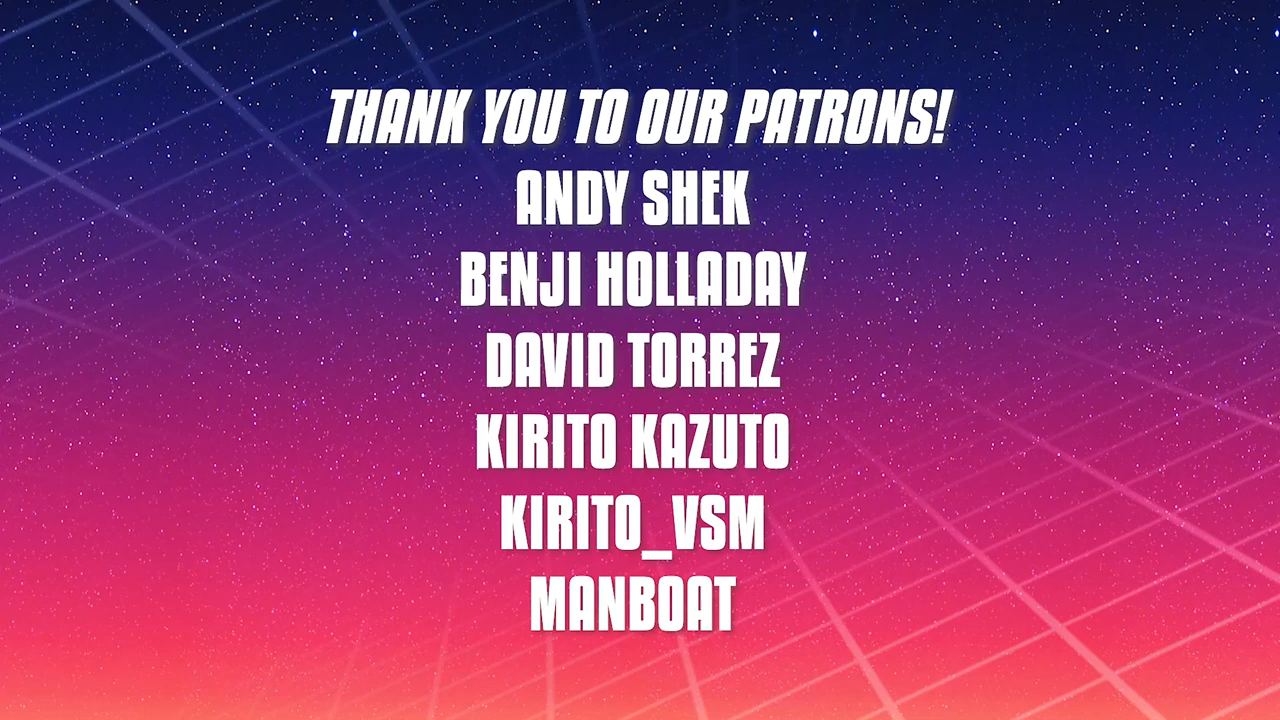 THANK YOU TO OUR PATRONS!
ANDY SHEK
BENJI HOLLADAY
DAVID TORREZ
KIRITO KAZUTO
KIRITO_VSM
MANBOAT